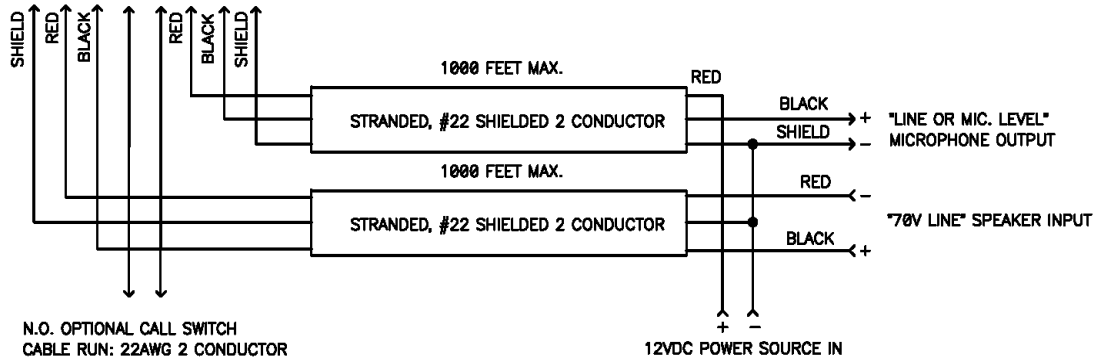 SHIELD
RED
BLACK
RED
BLACK
SHIELD
1000 FEET MAX.
RED
STRANDED, #22 SHIELDED 2 CONDUCTOR
BLACK
+
"LINE OR MIC. LEVEL"
SHIELD
-
MICROPHONE OUTPUT
1000 FEET MAX.
RED
-
STRANDED, #22 SHIELDED 2 CONDUCTOR
"70V LINE" SPEAKER INPUT
BLACK
+
+ -
N.O. OPTIONAL CALL SWITCH
CABLE RUN: 22AWG 2 CONDUCTOR
12VDC POWER SOURCE IN